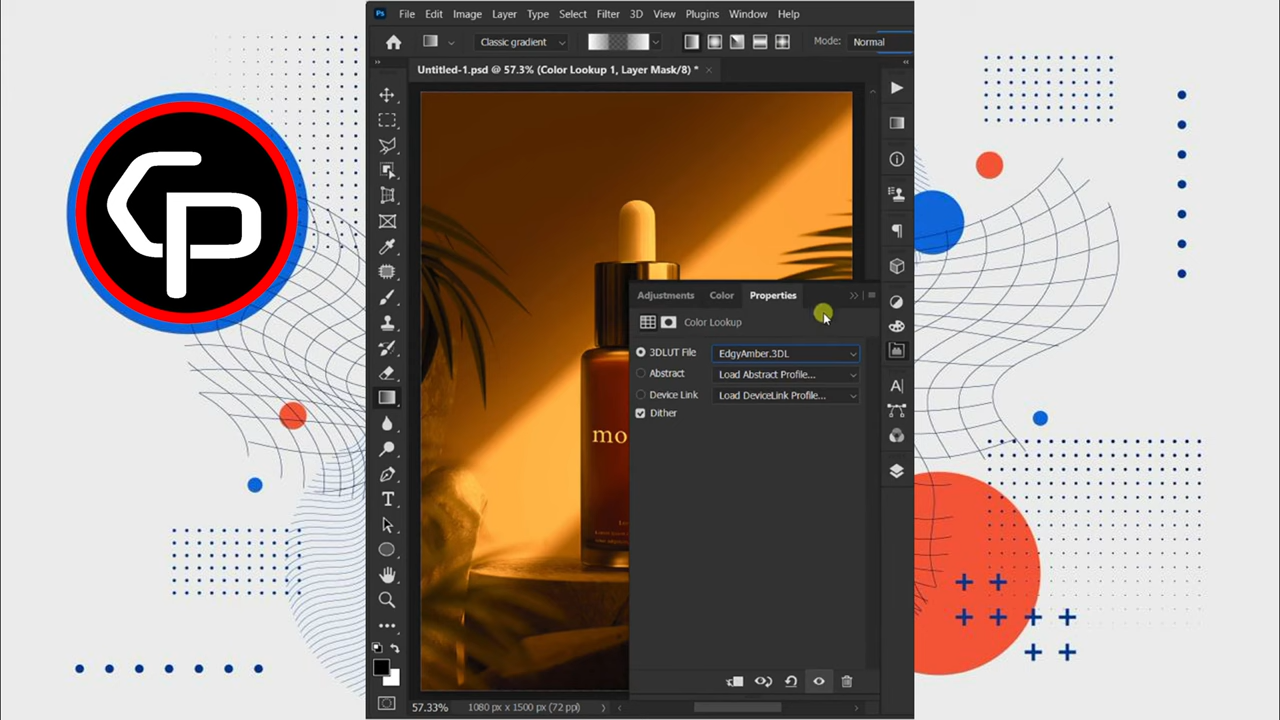 CP
Ps File Edit Image Layer Type Select Filter 3D View Plugins Window Help
Classic gradient Mode: Normal
Untitled-1.psd @ 57.3% (Color Lookup 1, Layer Mask/8) *
Adjustments Color Properties
Color Lookup
3DLUT File EdgyAmber.3DL
Abstract Load Abstract Profile...
Device Link Load DeviceLink Profile...
Dither
mo
57.33% 1080 px x 1500 px (72 ppi)